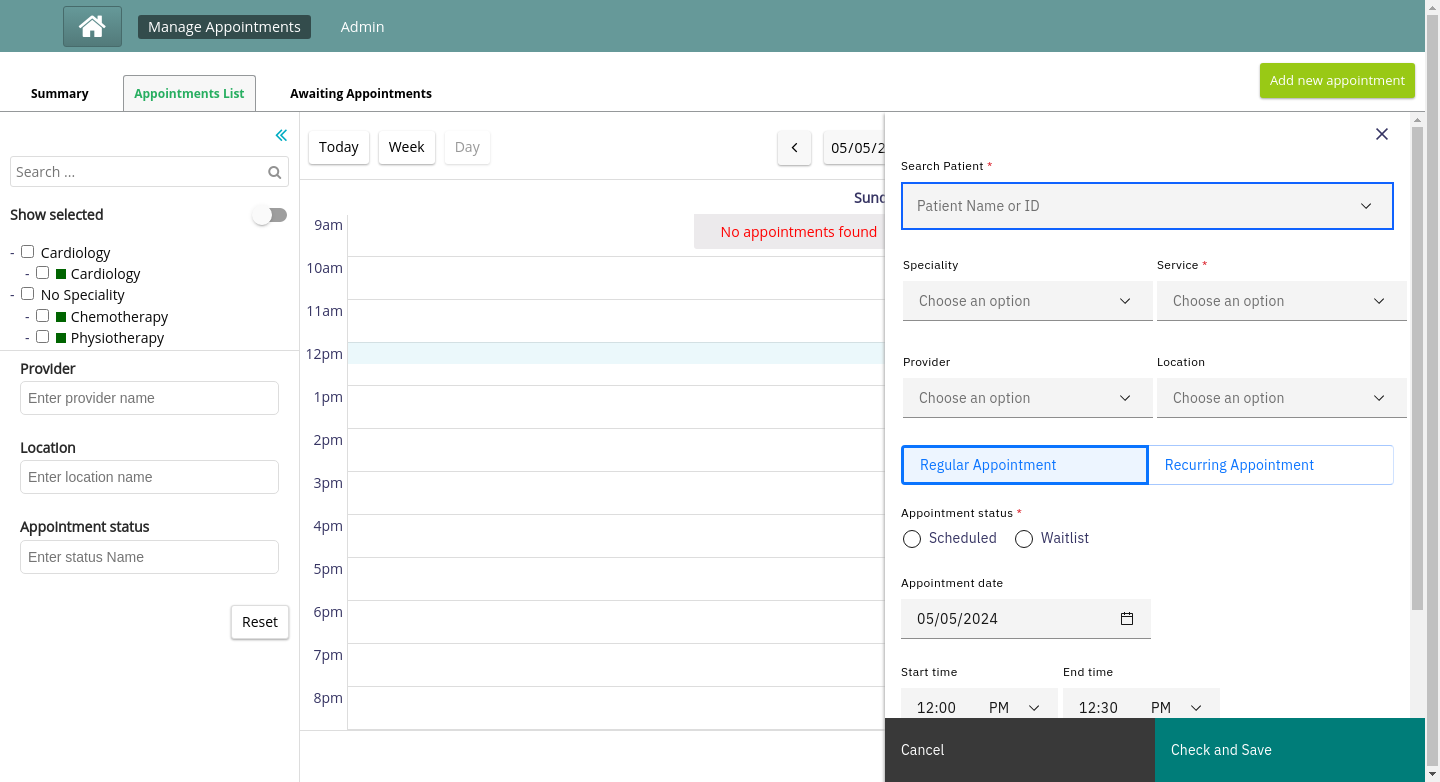 Manage Appointments Admin
Summary Appointments List Awaiting Appointments Add new appointment
Search ...
Show selected
- Cardiology
- Cardiology
- No Speciality
- Chemotherapy
- Physiotherapy
Provider
Enter provider name
Location
Enter location name
Appointment status
Enter status Name
Reset
Today Week Day 05/05/2
Sund
No appointments found
9am
10am
11am
12pm
1pm
2pm
3pm
4pm
5pm
6pm
7pm
8pm
Search Patient *
Patient Name or ID
Speciality Service *
Choose an option Choose an option
Provider Location
Choose an option Choose an option
Regular Appointment Recurring Appointment
Appointment status *
Scheduled Waitlist
Appointment date
05/05/2024
Start time End time
12:00 PM 12:30 PM
Cancel Check and Save